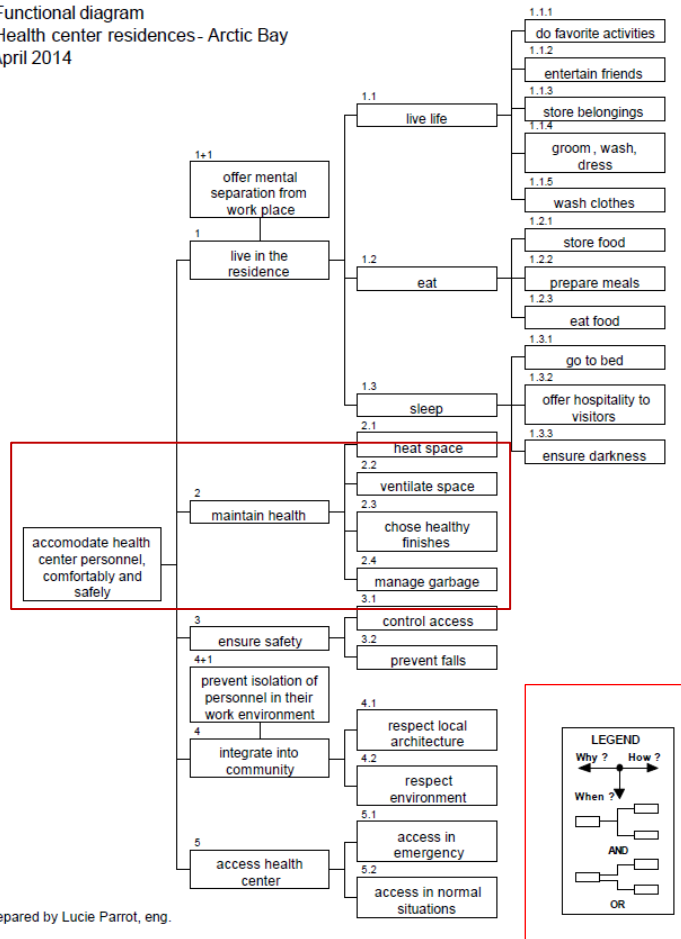 Functional diagram
Health center residences - Arctic Bay
April 2014
1.1.1
do favorite activities
1.1.2
entertain friends
1.1.3
store belongings
1.1.4
groom, wash,
dress
1.1.5
wash clothes
1.1
live life
1+1
offer mental
separation from
work place
1
live in the
residence
1.2
eat
1.2.1
store food
1.2.2
prepare meals
1.2.3
eat food
1.3
sleep
1.3.1
go to bed
1.3.2
offer hospitality to
visitors
1.3.3
ensure darkness
accomodate health
center personnel,
comfortably and
safely
2
maintain health
2.1
heat space
2.2
ventilate space
2.3
chose healthy
finishes
2.4
manage garbage
3
ensure safety
3.1
control access
3.2
prevent falls
4+1
prevent isolation of
personnel in their
work environment
4
integrate into
community
4.1
respect local
architecture
4.2
respect
environment
5
access health
center
5.1
access in
emergency
5.2
access in normal
situations
LEGEND
Why ? How ?
When ?
AND
OR
epared by Lucie Parrot, eng.